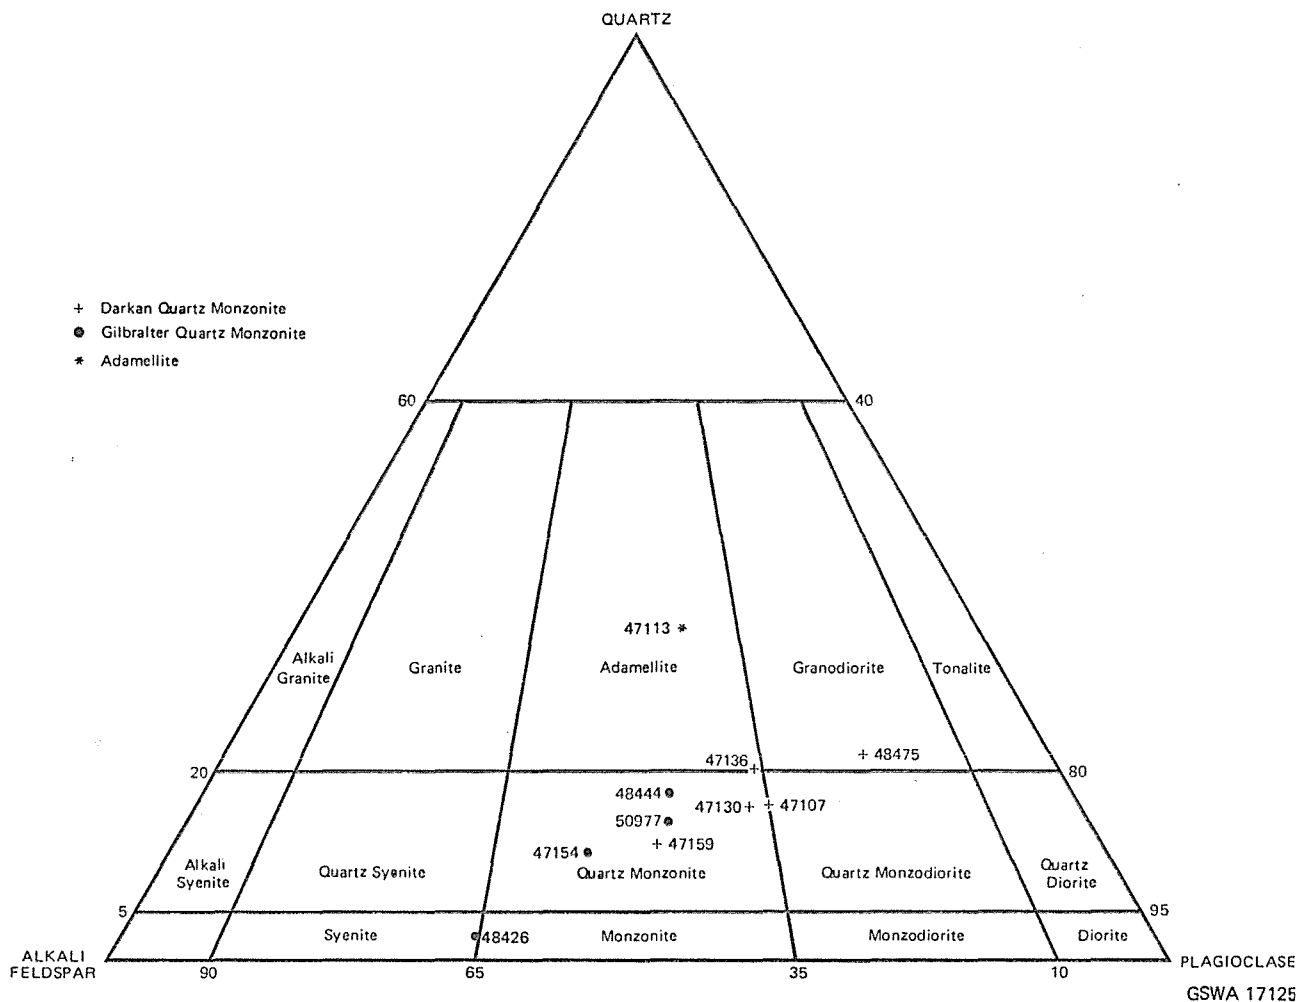 QUARTZ
+ Darkan Quartz Monzonite
● Gilbralter Quartz Monzonite
* Adamellite
60
40
47113 *
Alkali
Granite
Granite
Adamellite
Granodiorite
Tonalite
47136 +
+ 48475
20
80
48444 ●
47130 +
+ 47107
50977 ●
+ 47159
47154 ●
Alkali
Syenite
Quartz Syenite
Quartz Monzonite
Quartz Monzodiorite
Quartz
Diorite
5
95
Syenite
● 48426
Monzonite
Monzodiorite
Diorite
ALKALI
FELDSPAR
90
65
35
10
PLAGIOCLASE
GSWA 17125